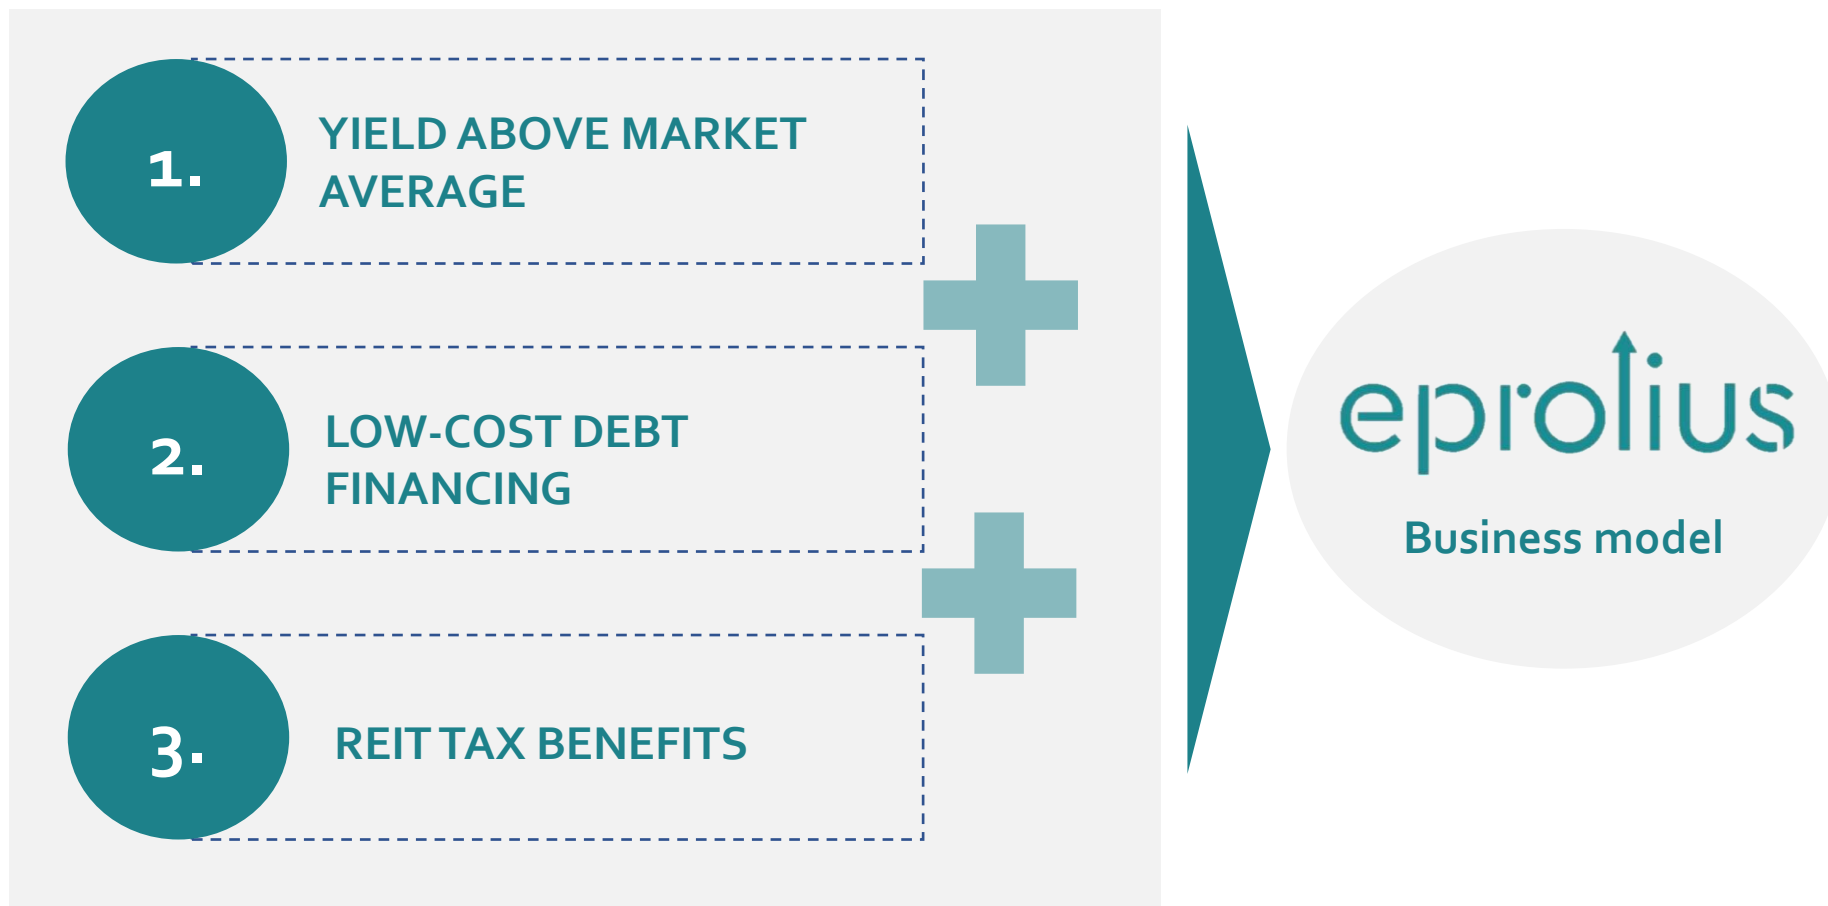 1.
YIELD ABOVE MARKET
AVERAGE
2.
LOW-COST DEBT
FINANCING
3.
REIT TAX BENEFITS
eprolius
Business model